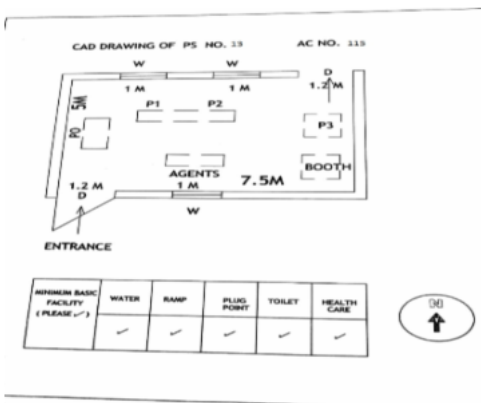 CAD DRAWING OF PS NO. 13 AC NO. 115
W W
D
1 M 1 M 1.2 M
5M
P1 P2
P3
PO
AGENTS
BOOTH
1.2 M
D
1 M
7.5M
W
ENTRANCE
MINIMUM BASIC
FACILITY
( PLEASE ✓ )
WATER
RAMP
PLUG
POINT
TOILET
HEALTH
CARE
✓ ✓ ✓ ✓ ✓
N